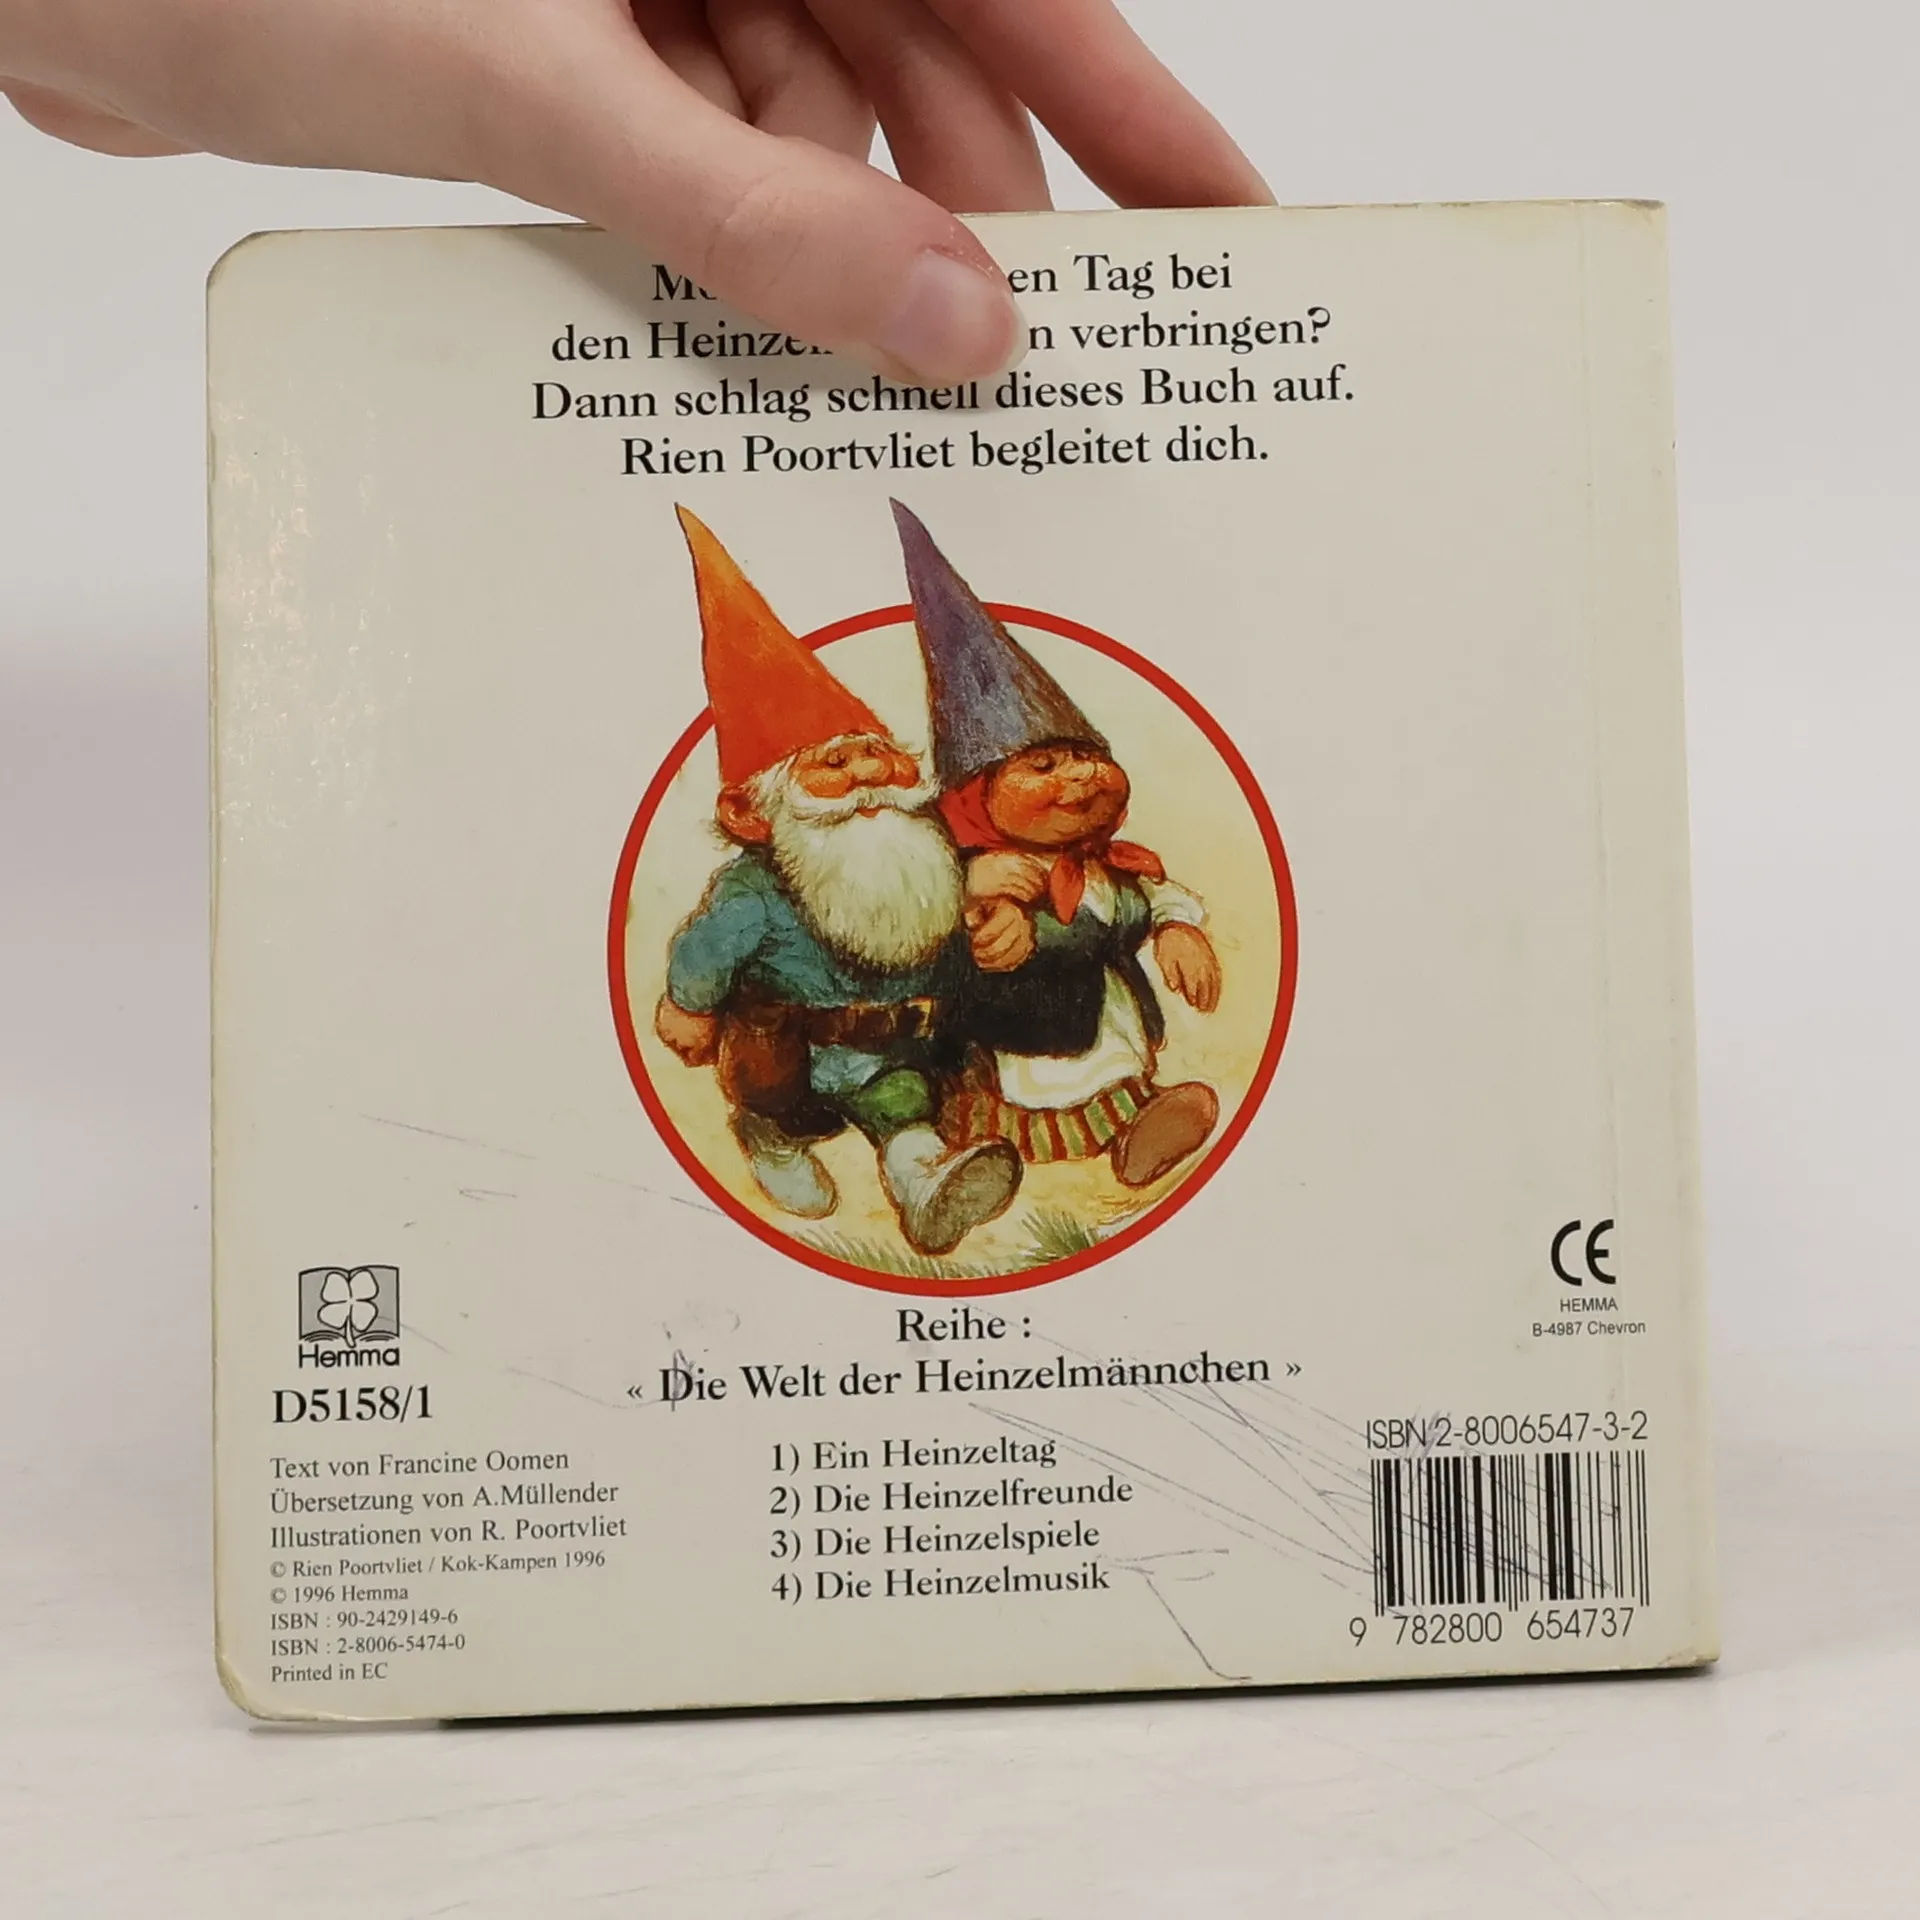 en Tag bei
den verbringen?
Dann schlag schnell dieses Buch auf.
Rien Poortvliet begleitet dich.
CE
HEMMA
B-4987 Chevron
Hemma
D5158/1
Text von Francine Oomen
Übersetzung von A.Müllender
Illustrationen von R. Poortvliet
© Rien Poortvliet / Kok-Kampen 1996
© 1996 Hemma
ISBN : 90-2429149-6
ISBN : 2-8006-5474-0
Printed in EC
Reihe :
« Die Welt der Heinzelmännchen »
1) Ein Heinzeltag
2) Die Heinzelfreunde
3) Die Heinzelspiele
4) Die Heinzelmusik
ISBN 2-8006547-3-2
9 782800 654737